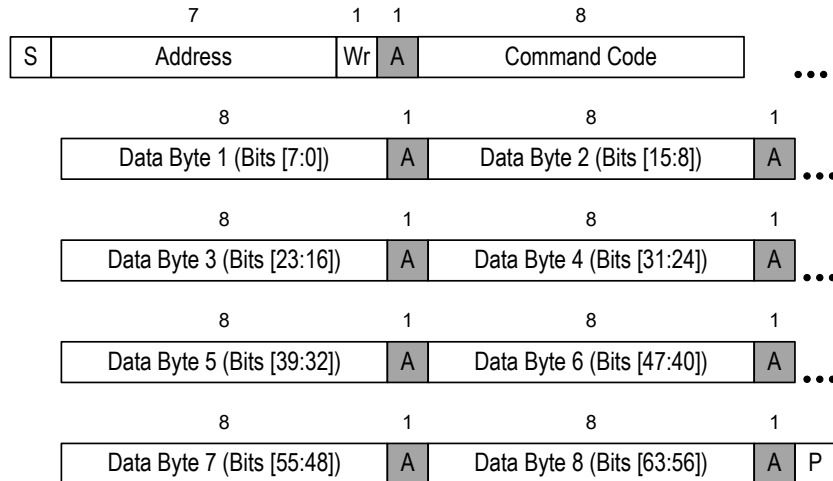 7 1 1 8
S Address Wr A Command Code ...
8 1 8 1
Data Byte 1 (Bits [7:0]) A Data Byte 2 (Bits [15:8]) A ...
8 1 8 1
Data Byte 3 (Bits [23:16]) A Data Byte 4 (Bits [31:24]) A ...
8 1 8 1
Data Byte 5 (Bits [39:32]) A Data Byte 6 (Bits [47:40]) A ...
8 1 8 1
Data Byte 7 (Bits [55:48]) A Data Byte 8 (Bits [63:56]) A P